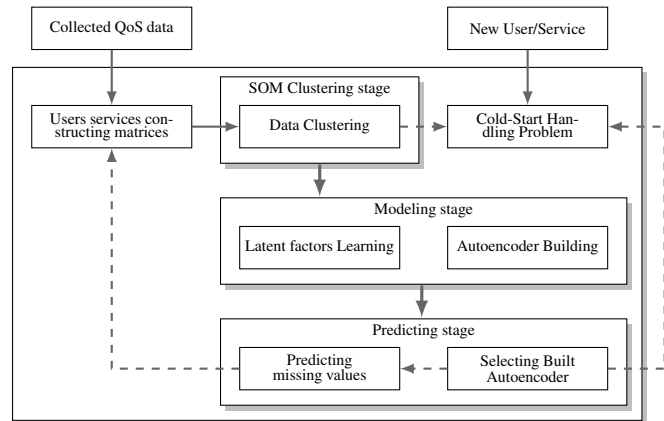 Collected QoS data
New User/Service
SOM Clustering stage
Users services con-
structing matrices
Data Clustering
Cold-Start Han-
dling Problem
Modeling stage
Latent factors Learning
Autoencoder Building
Predicting stage
Predicting
missing values
Selecting Built
Autoencoder